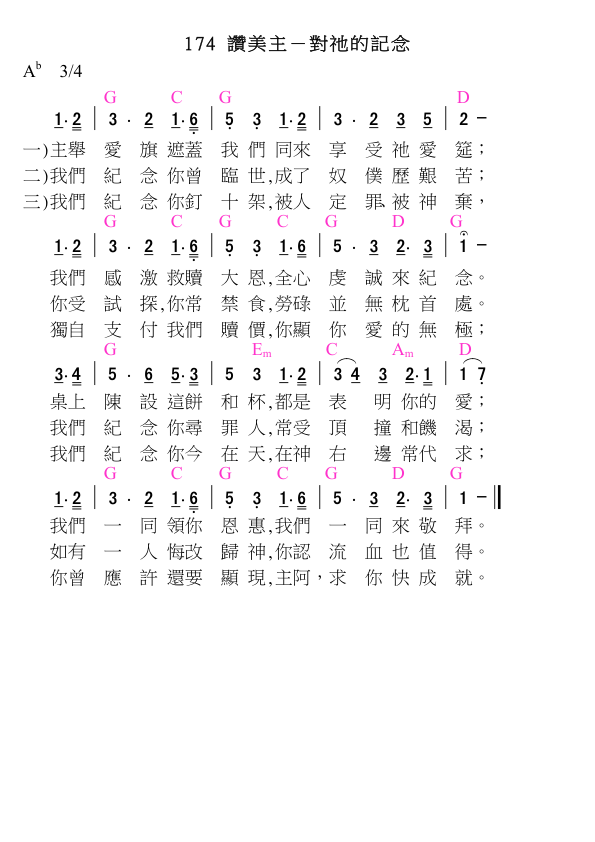 174 讚美主－對祂的記念
A♭ 3/4
G C G D
1·2 | 3 · 2 1·6 | 5 3 1·2 | 3 · 2 3 5 | 2 －
一)主舉 愛 旗 遮蓋 我 們 同來 享 受祂 愛 筵；
二)我們 紀 念 你曾 臨 世,成了 奴 僕歷 艱 苦；
三)我們 紀 念 你釘 十 架,被人 定 罪、被 神 棄，
G C G C G D G
1·2 | 3 · 2 1·6 | 5 3 1·2 | 5 · 3 2· 3 | 1 －
我們 感 激 救贖 大 恩,全心 虔 誠 來 紀 念。
你受 試 探,你常 禁 食,勞碌 並 無 枕 首 處。
獨自 支 付 我們 贖 價,你顯 你 愛 的 無 極；
G Em C Am D
3·4 | 5 · 6 5·3 | 5 3 1·2 | 3 4 3 2·1 | 1 7
桌上 陳 設 這餅 和 杯,都是 表 明 你的 愛；
我們 紀 念 你尋 罪 人,常受 頂 撞 和饑 渴；
我們 紀 念 你今 在 天,在神 右 邊 常代 求；
G C G C G D G
1·2 | 3 · 2 1·6 | 5 3 1·2 | 5 · 3 2· 3 | 1 － ‖
我們 一 同 領你 恩 惠,我們 一 同 來 敬 拜。
如有 一 人 悔改 歸 神,你認 流 血 也 值 得。
你曾 應 許 還要 顯 現,主阿，求 你 快 成 就。